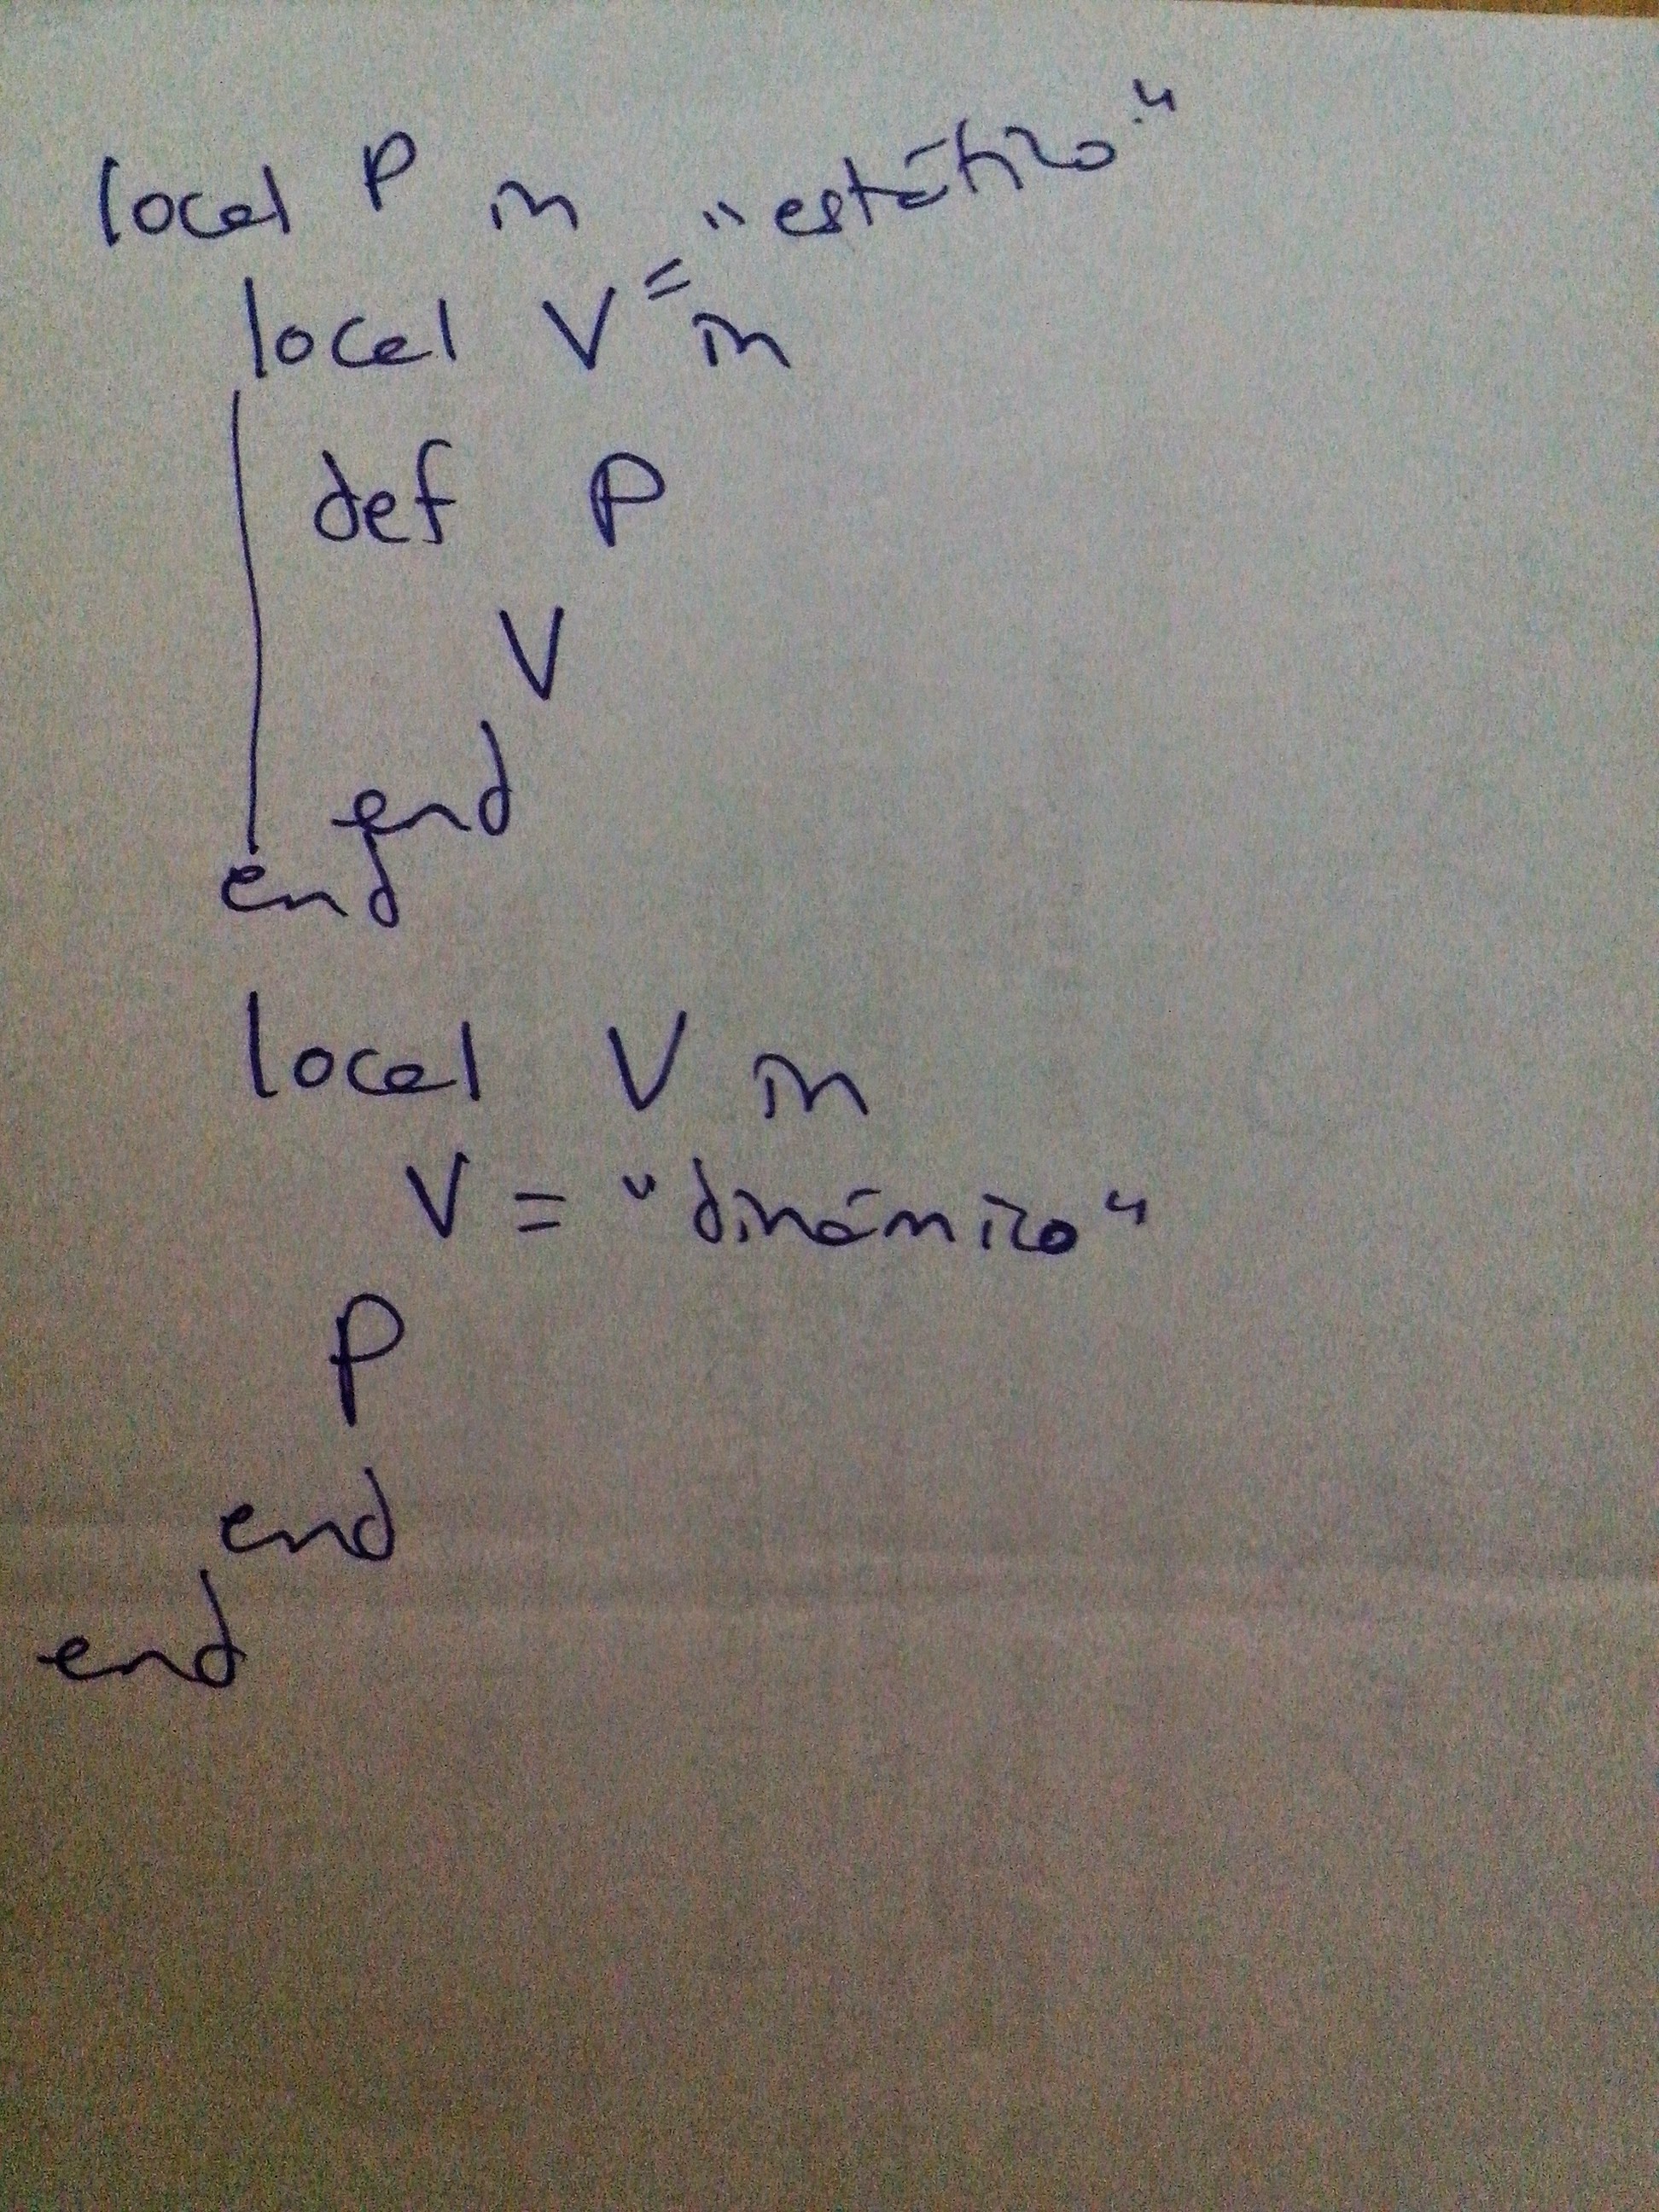 local P in
local V = "estático" in
def P
V
end
end
local V in
V = "dinámico"
P
end
end